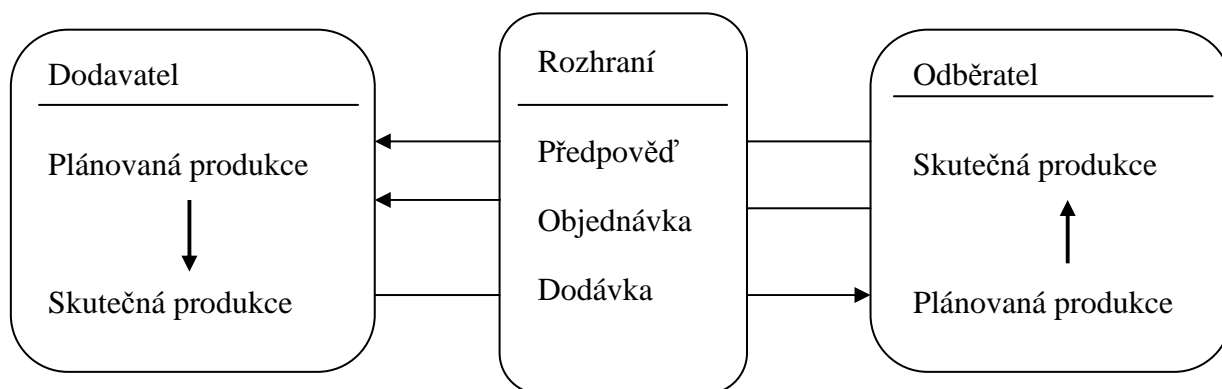 Dodavatel
Plánovaná produkce
Skutečná produkce
Rozhraní
Předpověď
Objednávka
Dodávka
Odběratel
Skutečná produkce
Plánovaná produkce